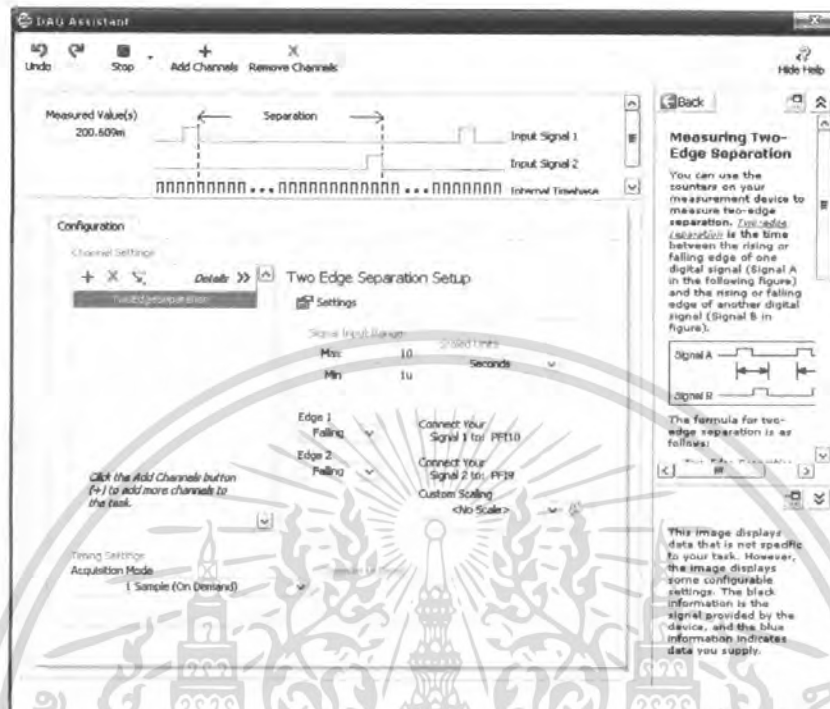 DAQ Assistant
Undo
Stop
Add Channels
Remove Channels
Hide Help
Measured Value(s)
200.609m
Separation
Input Signal 1
Input Signal 2
Internal Timebase
Configuration
Channel Settings
Details >>
TwoEdgeSeparation
Two Edge Separation Setup
Settings
Signal Input Range
Scaled Units
Max 10
Seconds
Min 1u
Edge 1
Falling
Connect Your
Signal 1 to: PFI10
Edge 2
Falling
Connect Your
Signal 2 to: PFI9
Custom Scaling
<No Scale>
Click the Add Channels button
(+) to add more channels to
the task.
Timing Settings
Acquisition Mode
1 Sample (On Demand)
Back
Measuring Two-
Edge Separation
You can use the
counters on your
measurement device to
measure two-edge
separation. Two-edge
separation is the time
between the rising or
falling edge of one
digital signal (Signal A
in the following figure)
and the rising or falling
edge of another digital
signal (Signal B in
figure).
Signal A
Signal B
The formula for two-
edge separation is as
follows:
This image displays
data that is not specific
to your task. However,
the image displays
some configurable
settings. The black
information is the
signal provided by the
device, and the blue
information indicates
data you supply.